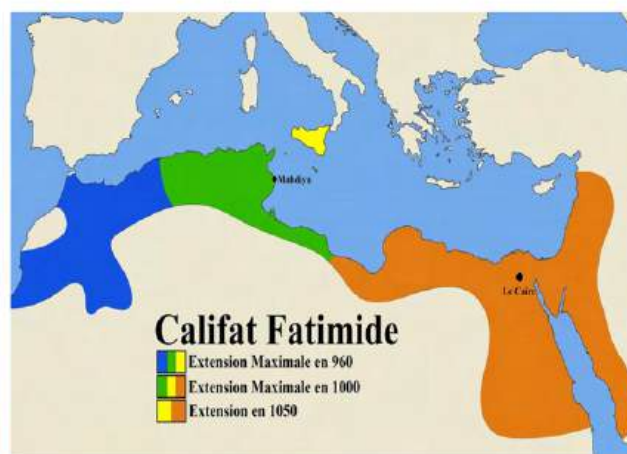 Mahdiya
Le Caire
Califat Fatimide
Extension Maximale en 960
Extension Maximale en 1000
Extension en 1050